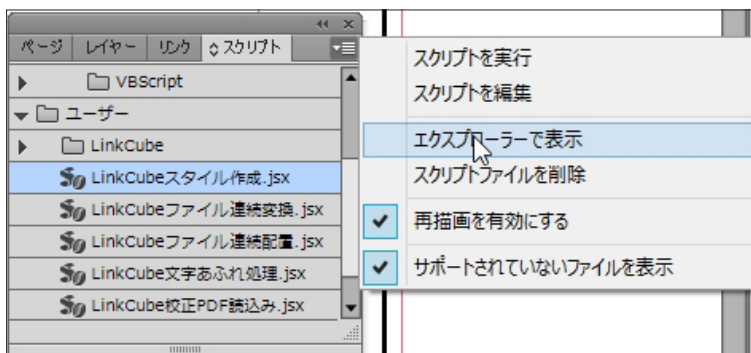 ページ レイヤー リンク スクリプト
VBScript
ユーザー
LinkCube
LinkCubeスタイル作成.jsx
LinkCubeファイル連続変換.jsx
LinkCubeファイル連続配置.jsx
LinkCube文字あふれ処理.jsx
LinkCube校正PDF読込み.jsx
スクリプトを実行
スクリプトを編集
エクスプローラーで表示
スクリプトファイルを削除
再描画を有効にする
サポートされていないファイルを表示